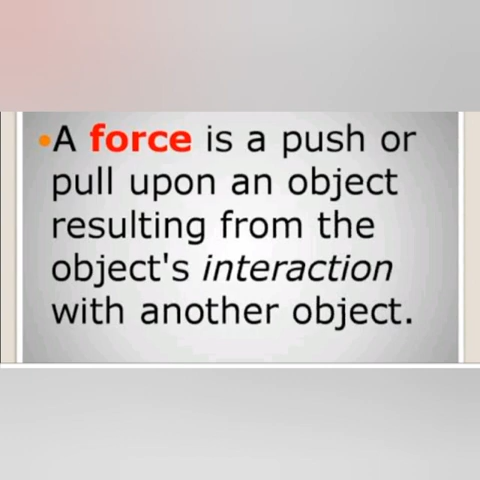 •A force is a push or
pull upon an object
resulting from the
object's interaction
with another object.